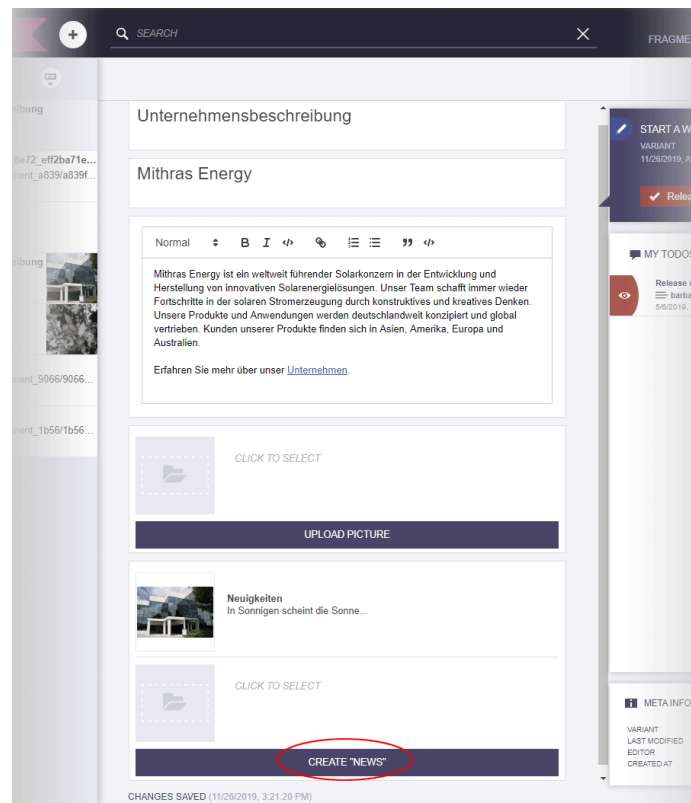 SEARCH
FRAGME
ibung
8e72_eff2ba71e...
ment_a839/a839f...
ibung
ment_9066/9066...
ment_1b56/1b56...
Unternehmensbeschreibung
Mithras Energy
Normal
Mithras Energy ist ein weltweit führender Solarkonzern in der Entwicklung und
Herstellung von innovativen Solarenergielösungen. Unser Team schafft immer wieder
Fortschritte in der solaren Stromerzeugung durch konstruktives und kreatives Denken.
Unsere Produkte und Anwendungen werden deutschlandweit konzipiert und global
vertrieben. Kunden unserer Produkte finden sich in Asien, Amerika, Europa und
Australien.
Erfahren Sie mehr über unser Unternehmen.
CLICK TO SELECT
UPLOAD PICTURE
Neuigkeiten
In Sonnigen scheint die Sonne...
CLICK TO SELECT
CREATE "NEWS"
CHANGES SAVED (11/26/2019, 3:21:20 PM)
START A W
VARIANT
11/26/2019, A
Relea
MY TODOS
Release
barba
5/6/2019,
META INFO
VARIANT
LAST MODIFIED
EDITOR
CREATED AT